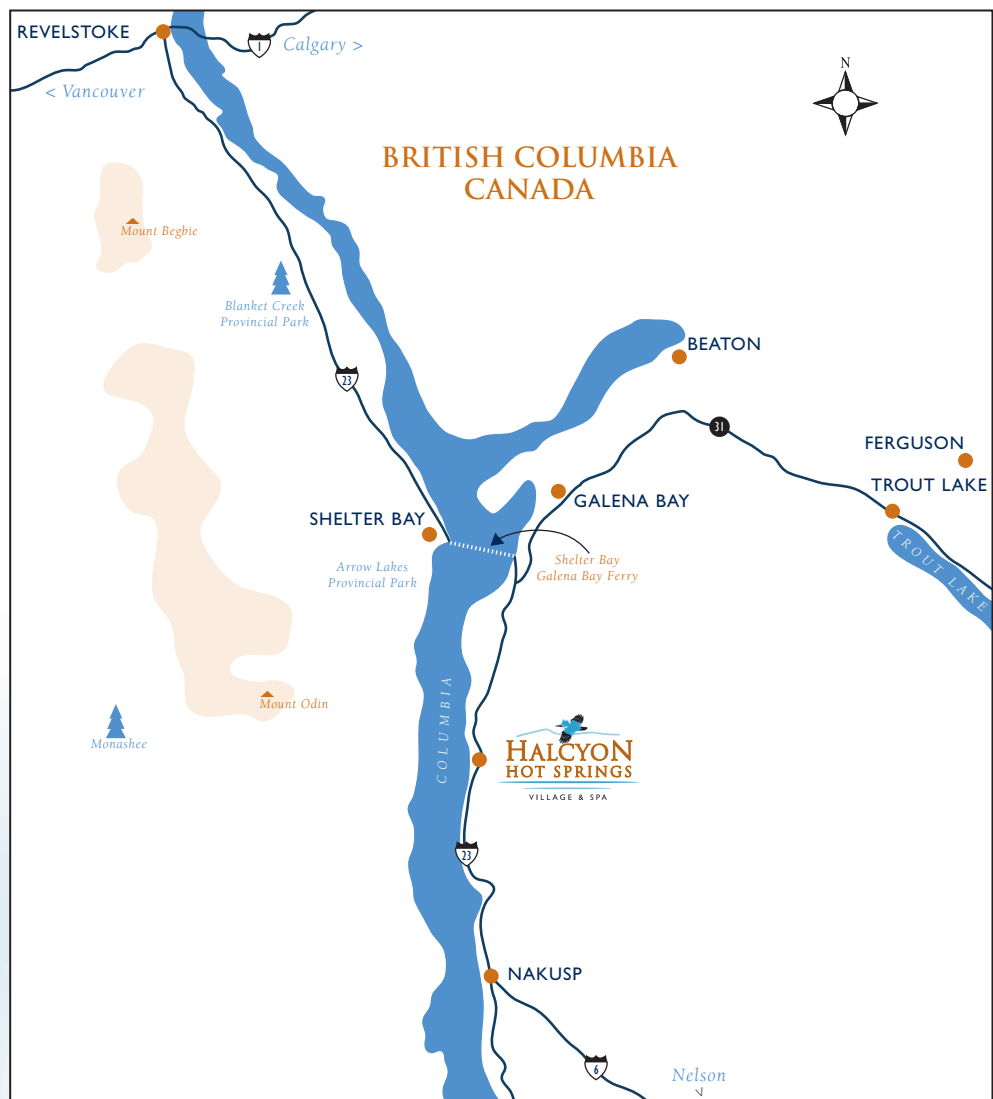 REVELSTOKE
1
Calgary >
< Vancouver
N
BRITISH COLUMBIA
CANADA
Mount Begbie
Blanket Creek
Provincial Park
BEATON
23
31
FERGUSON
TROUT LAKE
GALENA BAY
SHELTER BAY
TROUT LAKE
Shelter Bay
Galena Bay Ferry
Arrow Lakes
Provincial Park
COLUMBIA
Mount Odin
Monashee
HALCYON
HOT SPRINGS
VILLAGE & SPA
23
NAKUSP
6
Nelson
>